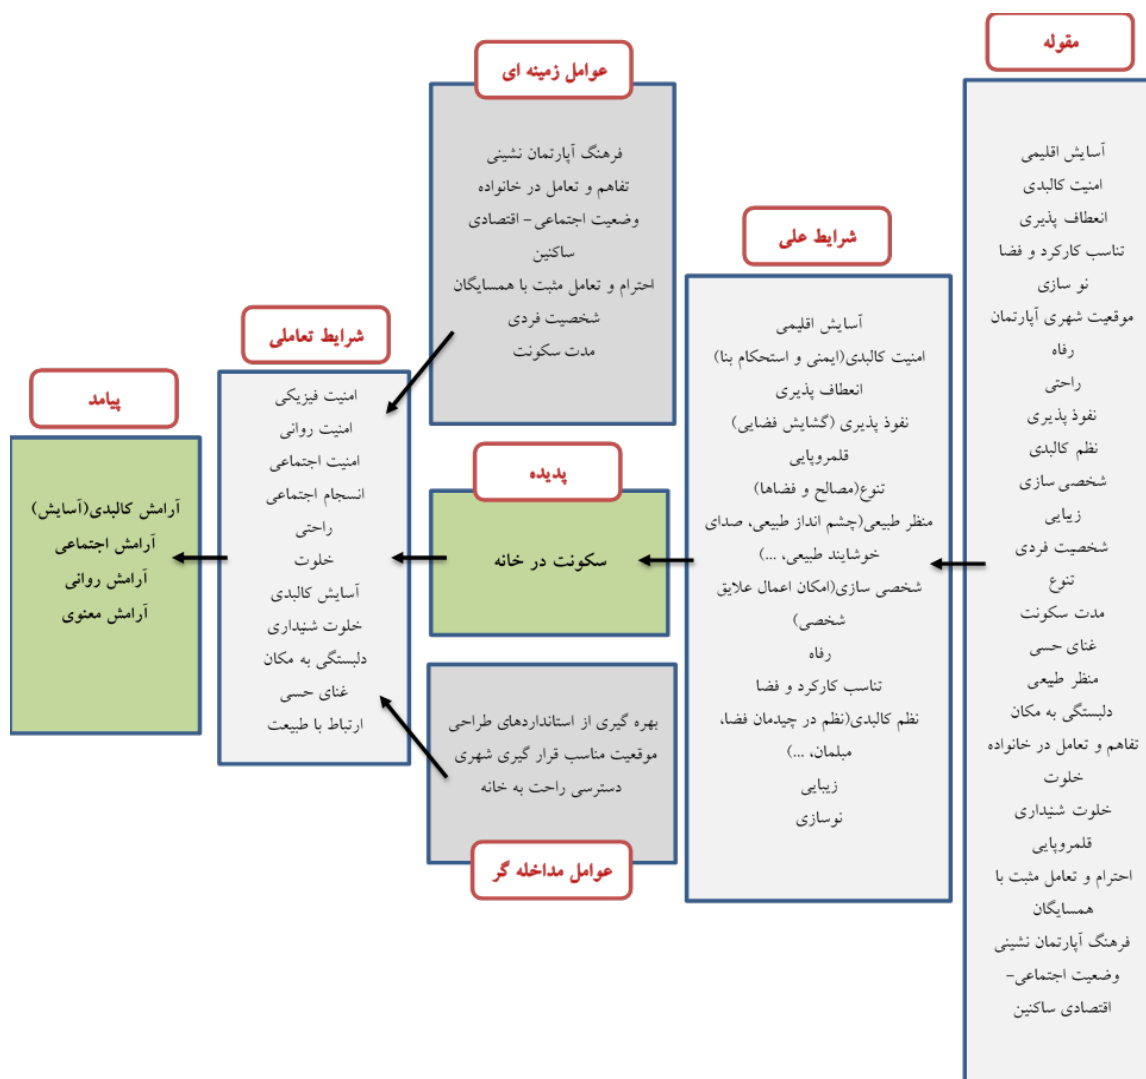 مقوله
آسایش اقلیمی
امنیت کالبدی
انعطاف پذیری
تناسب کارکرد و فضا
نو سازی
موقعیت شهری آپارتمان
رفاه
راحتی
نفوذ پذیری
نظم کالبدی
شخصی سازی
زیبایی
شخصیت فردی
تنوع
مدت سکونت
غنای حسی
منظر طبیعی
دلبستگی به مکان
تفاهم و تعامل در خانواده
خلوت
خلوت شنیداری
قلمروپایی
احترام و تعامل مثبت با
همسایگان
فرهنگ آپارتمان نشینی
وضعیت اجتماعی-
اقتصادی ساکنین
شرایط علی
آسایش اقلیمی
امنیت کالبدی(ایمنی و استحکام بنا)
انعطاف پذیری
نفوذ پذیری (گشایش فضایی)
قلمروپایی
تنوع(مصالح و فضاها)
منظر طبیعی(چشم انداز طبیعی، صدای
خوشایند طبیعی، ...)
شخصی سازی(امکان اعمال علایق
شخصی)
رفاه
تناسب کارکرد و فضا
نظم کالبدی(نظم در چیدمان فضا،
مبلمان، ...)
زیبایی
نوسازی
عوامل زمینه ای
فرهنگ آپارتمان نشینی
تفاهم و تعامل در خانواده
وضعیت اجتماعی- اقتصادی
ساکنین
احترام و تعامل مثبت با همسایگان
شخصیت فردی
مدت سکونت
پدیده
سکونت در خانه
بهره گیری از استانداردهای طراحی
موقعیت مناسب قرار گیری شهری
دسترسی راحت به خانه
عوامل مداخله گر
شرایط تعاملی
امنیت فیزیکی
امنیت روانی
امنیت اجتماعی
انسجام اجتماعی
راحتی
خلوت
آسایش کالبدی
خلوت شنیداری
دلبستگی به مکان
غنای حسی
ارتباط با طبیعت
پیامد
آرامش کالبدی(آسایش)
آرامش اجتماعی
آرامش روانی
آرامش معنوی